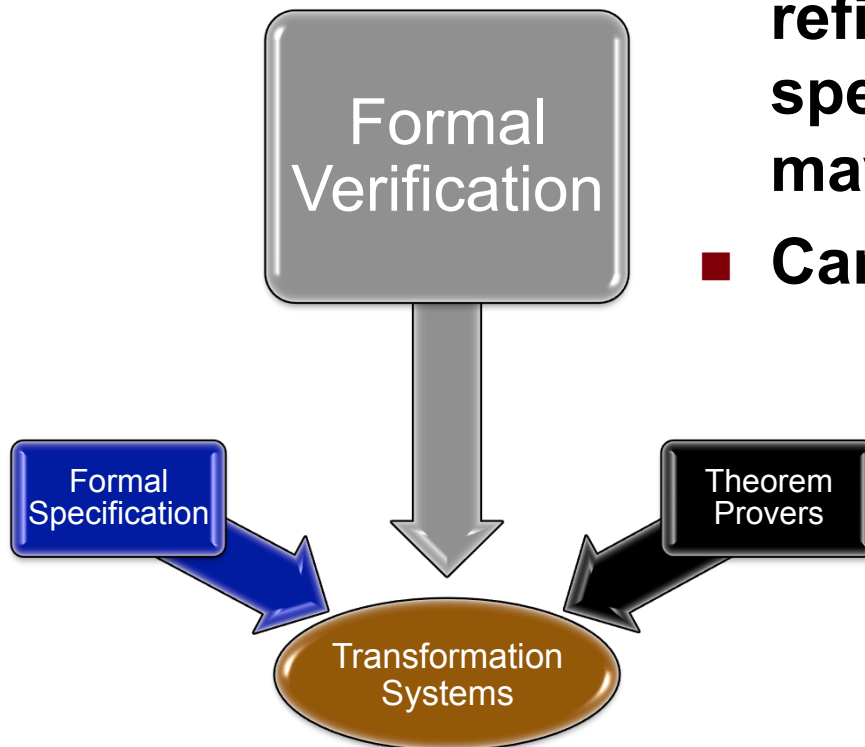 Formal
Verification
Formal
Specification
Theorem
Provers
Transformation
Systems